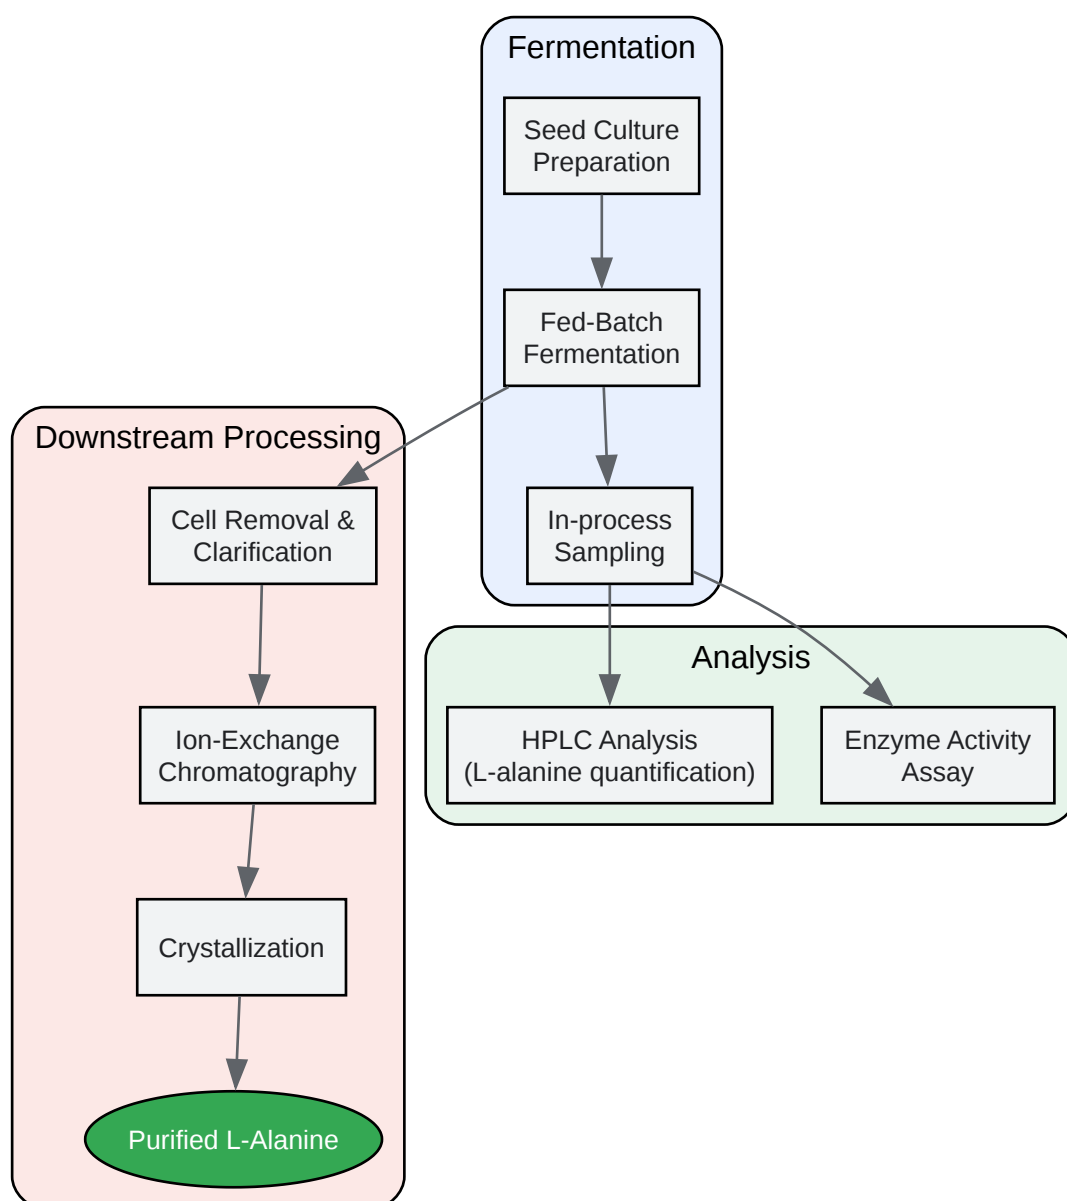 Fermentation
Seed Culture
Preparation
Fed-Batch
Fermentation
In-process
Sampling
Downstream Processing
Cell Removal &
Clarification
Ion-Exchange
Chromatography
Crystallization
Purified L-Alanine
Analysis
HPLC Analysis
(L-alanine quantification)
Enzyme Activity
Assay